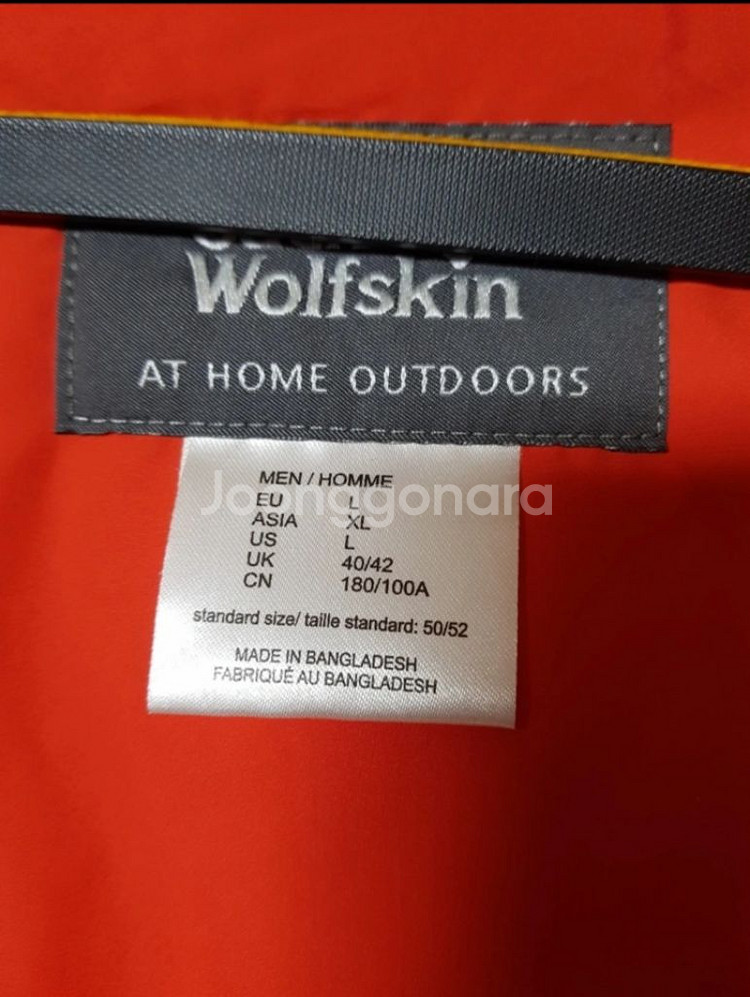 Wolfskin
AT HOME OUTDOORS
MEN / HOMME
EU L
ASIA XL
US L
UK 40/42
CN 180/100A
Joonggonara
standard size/ taille standard: 50/52
MADE IN BANGLADESH
FABRIQUÉ AU BANGLADESH